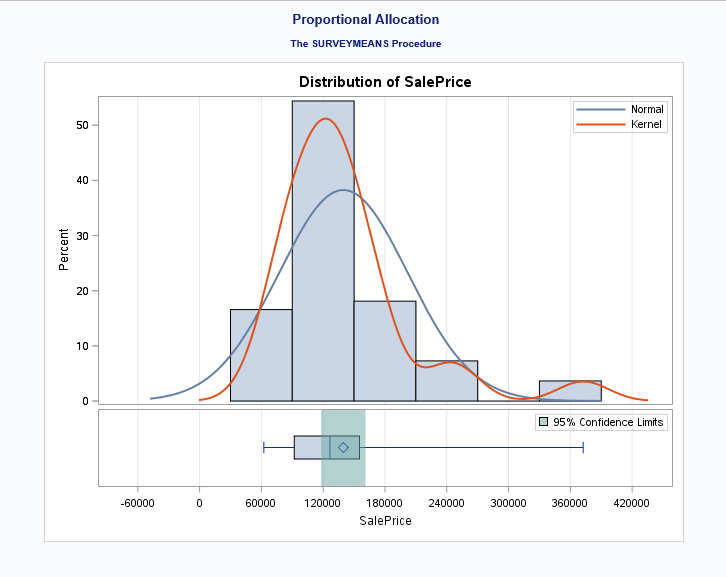 Proportional Allocation
The SURVEYMEANS Procedure
Distribution of SalePrice
Normal
Kernel
50
40
30
20
10
0
Percent
95% Confidence Limits
-60000 0 60000 120000 180000 240000 300000 360000 420000
SalePrice